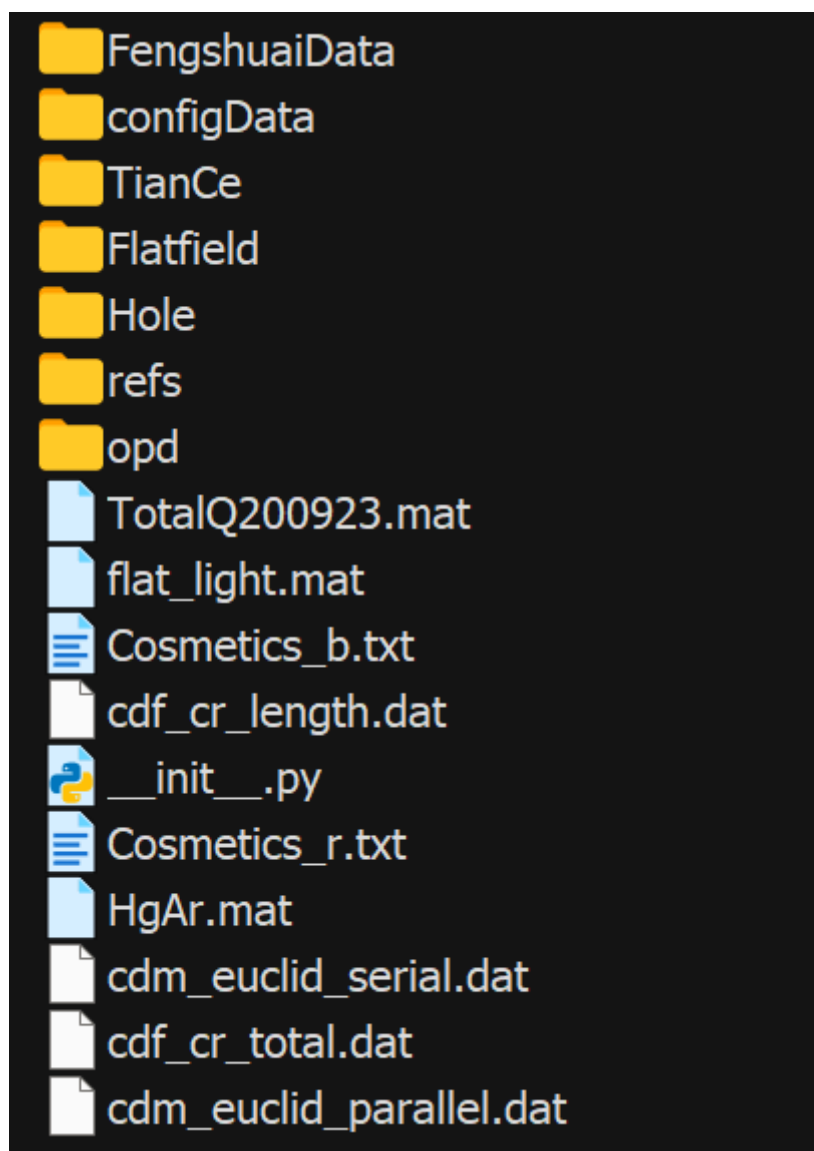 FengshuaiData
configData
TianCe
Flatfield
Hole
refs
opd
TotalQ200923.mat
flat_light.mat
Cosmetics_b.txt
cdf_cr_length.dat
__init__.py
Cosmetics_r.txt
HgAr.mat
cdm_euclid_serial.dat
cdf_cr_total.dat
cdm_euclid_parallel.dat